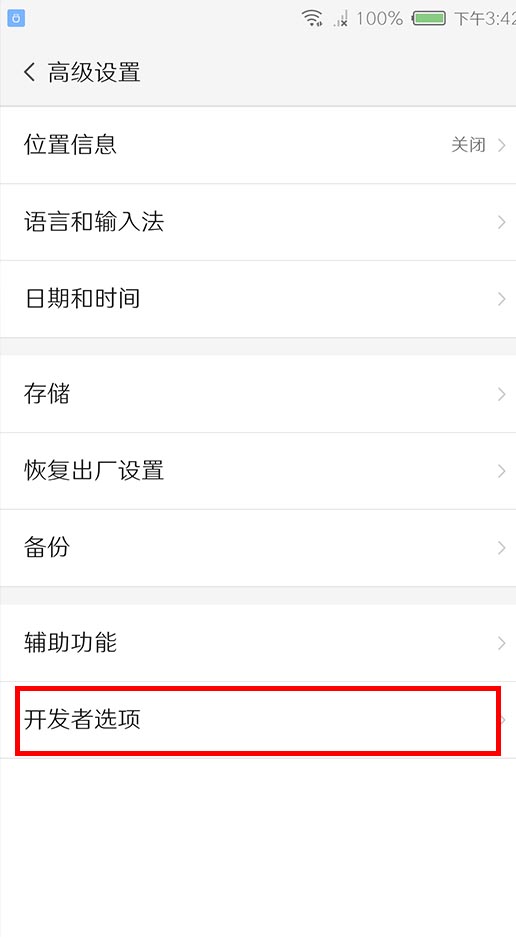 100% 下午3:42
高级设置
位置信息 关闭
语言和输入法
日期和时间
存储
恢复出厂设置
备份
辅助功能
开发者选项